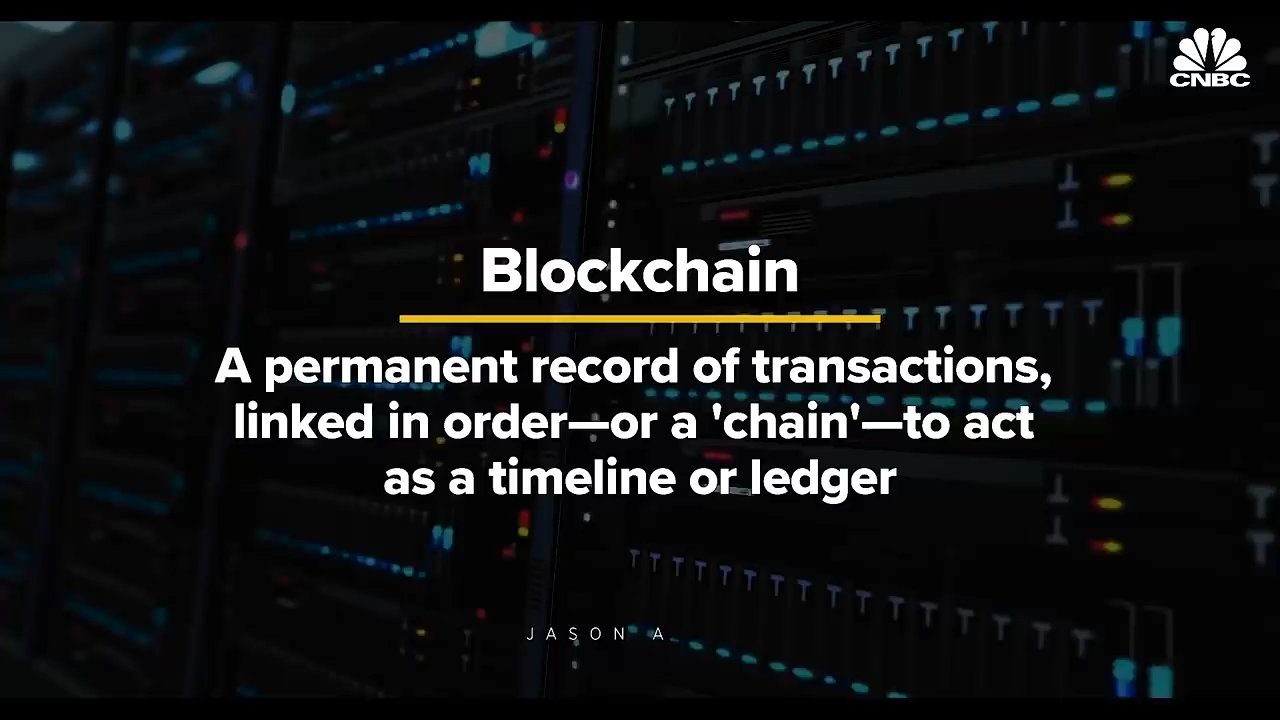 CNBC
Blockchain
A permanent record of transactions,
linked in order—or a 'chain'—to act
as a timeline or ledger
JASON A